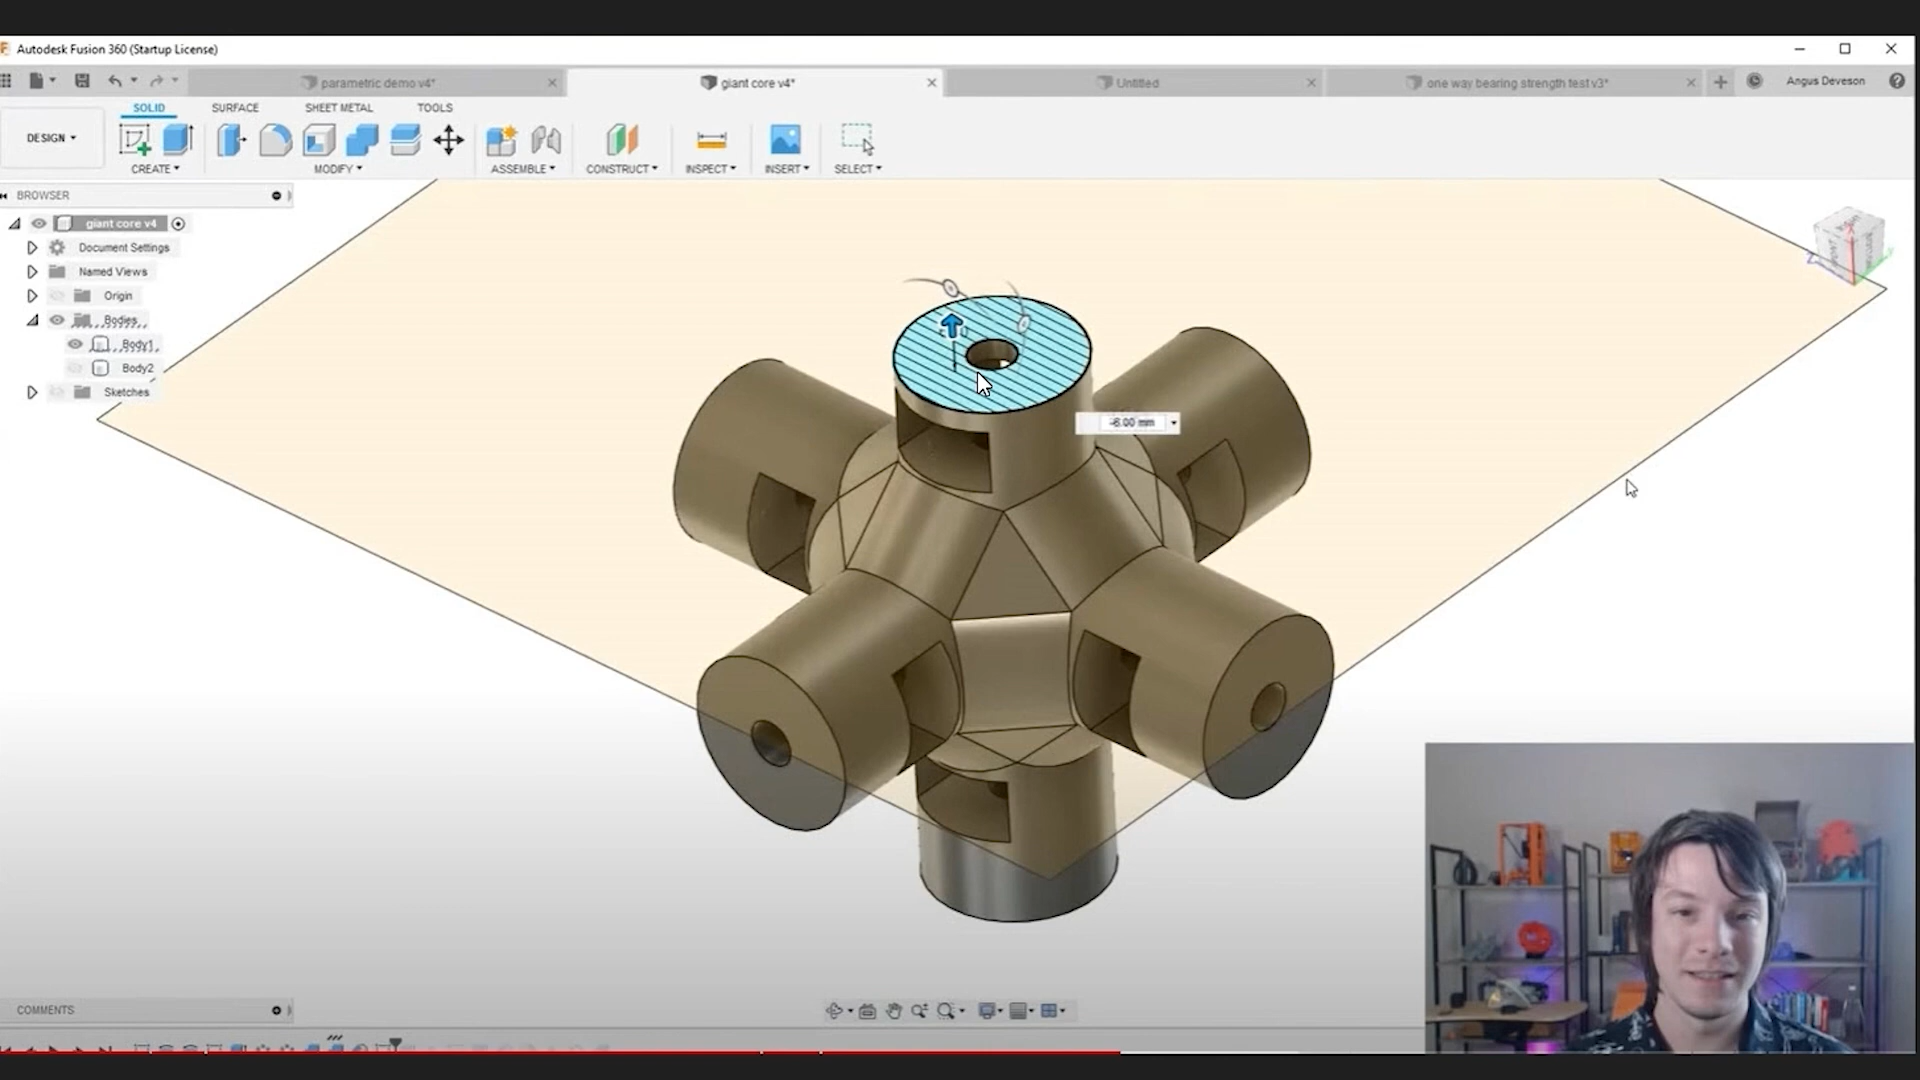 Autodesk Fusion 360 (Startup License)
parametric demo v4*
giant core v4*
Untitled
one way bearing strength test v3*
Angus Deveson
SOLID
SURFACE
SHEET METAL
TOOLS
DESIGN
CREATE
MODIFY
ASSEMBLE
CONSTRUCT
INSPECT
INSERT
SELECT
BROWSER
giant core v4
Document Settings
Named Views
Origin
Bodies
Body1
Body2
Sketches
-6.00 mm
Z
X
Y
COMMENTS